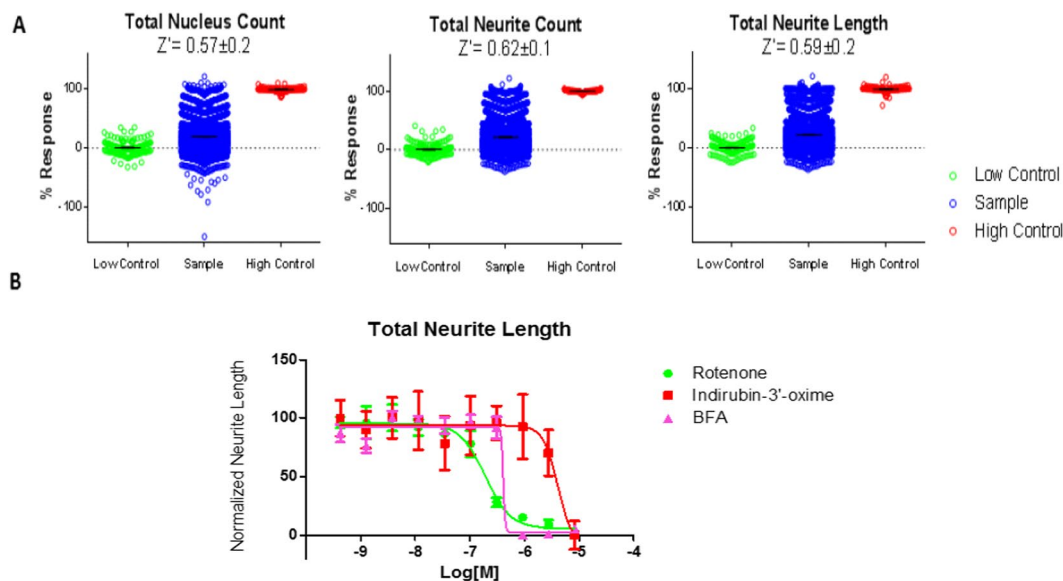 A
Total Nucleus Count
Z'= 0.57±0.2
% Response
100
0
-100
Low Control
Sample
High Control
Total Neurite Count
Z'= 0.62±0.1
% Response
100
0
-100
Low Control
Sample
High Control
Total Neurite Length
Z'= 0.59±0.2
% Response
100
0
-100
Low Control
Sample
High Control
Low Control
Sample
High Control
B
Total Neurite Length
Normalized Neurite Length
150
100
50
0
-9
-8
-7
-6
-5
-4
Log[M]
Rotenone
Indirubin-3'-oxime
BFA